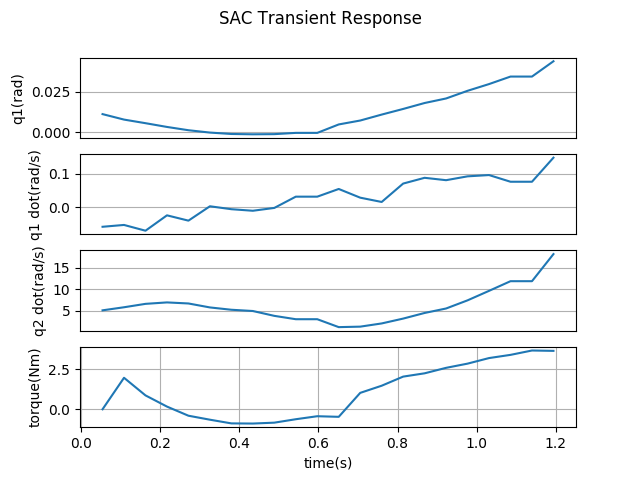 SAC Transient Response
q1(rad)
0.025
0.000
q1 dot(rad/s)
0.1
0.0
q2 dot(rad/s)
15
10
5
torque(Nm)
2.5
0.0
0.0 0.2 0.4 0.6 0.8 1.0 1.2
time(s)